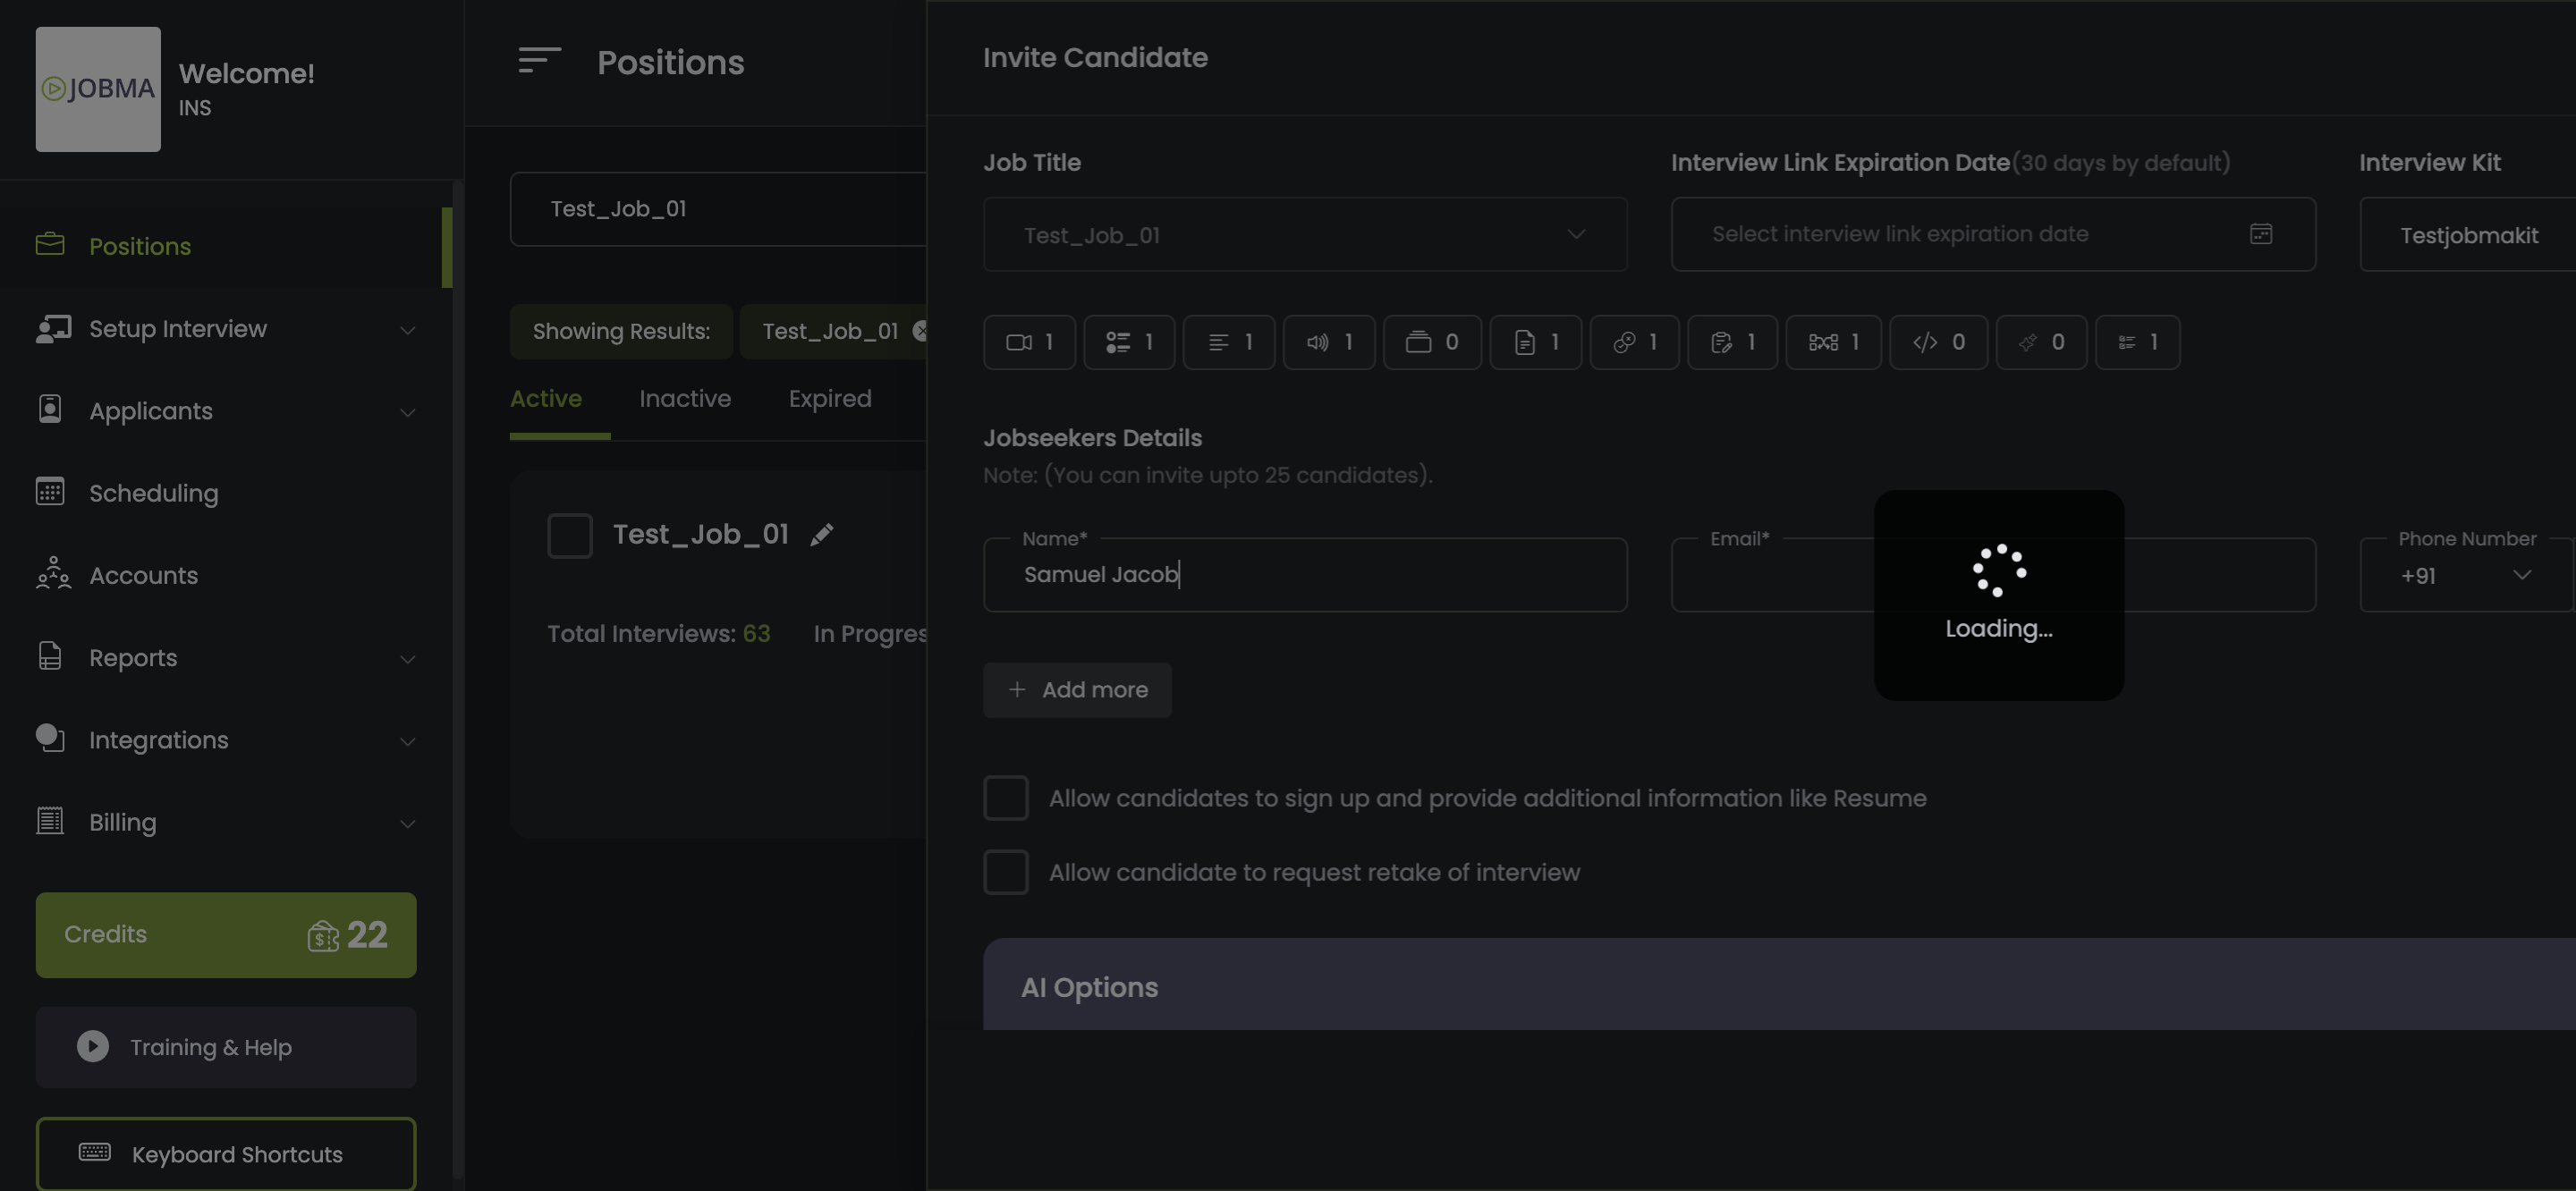 JOBMA
Welcome!
INS
Positions
Setup Interview
Applicants
Scheduling
Accounts
Reports
Integrations
Billing
Credits 22
Training & Help
Keyboard Shortcuts
Positions
Test_Job_01
Showing Results: Test_Job_01
Active Inactive Expired
Test_Job_01
Total Interviews: 63 In Progres
Invite Candidate
Job Title
Test_Job_01
Interview Link Expiration Date(30 days by default)
Select interview link expiration date
Interview Kit
Testjobmakit
1 1 1 1 0 1 1 1 1 0 0 1
Jobseekers Details
Note: (You can invite upto 25 candidates).
Name*
Samuel Jacob
Email*
Phone Number
+91
Loading...
+ Add more
Allow candidates to sign up and provide additional information like Resume
Allow candidate to request retake of interview
AI Options